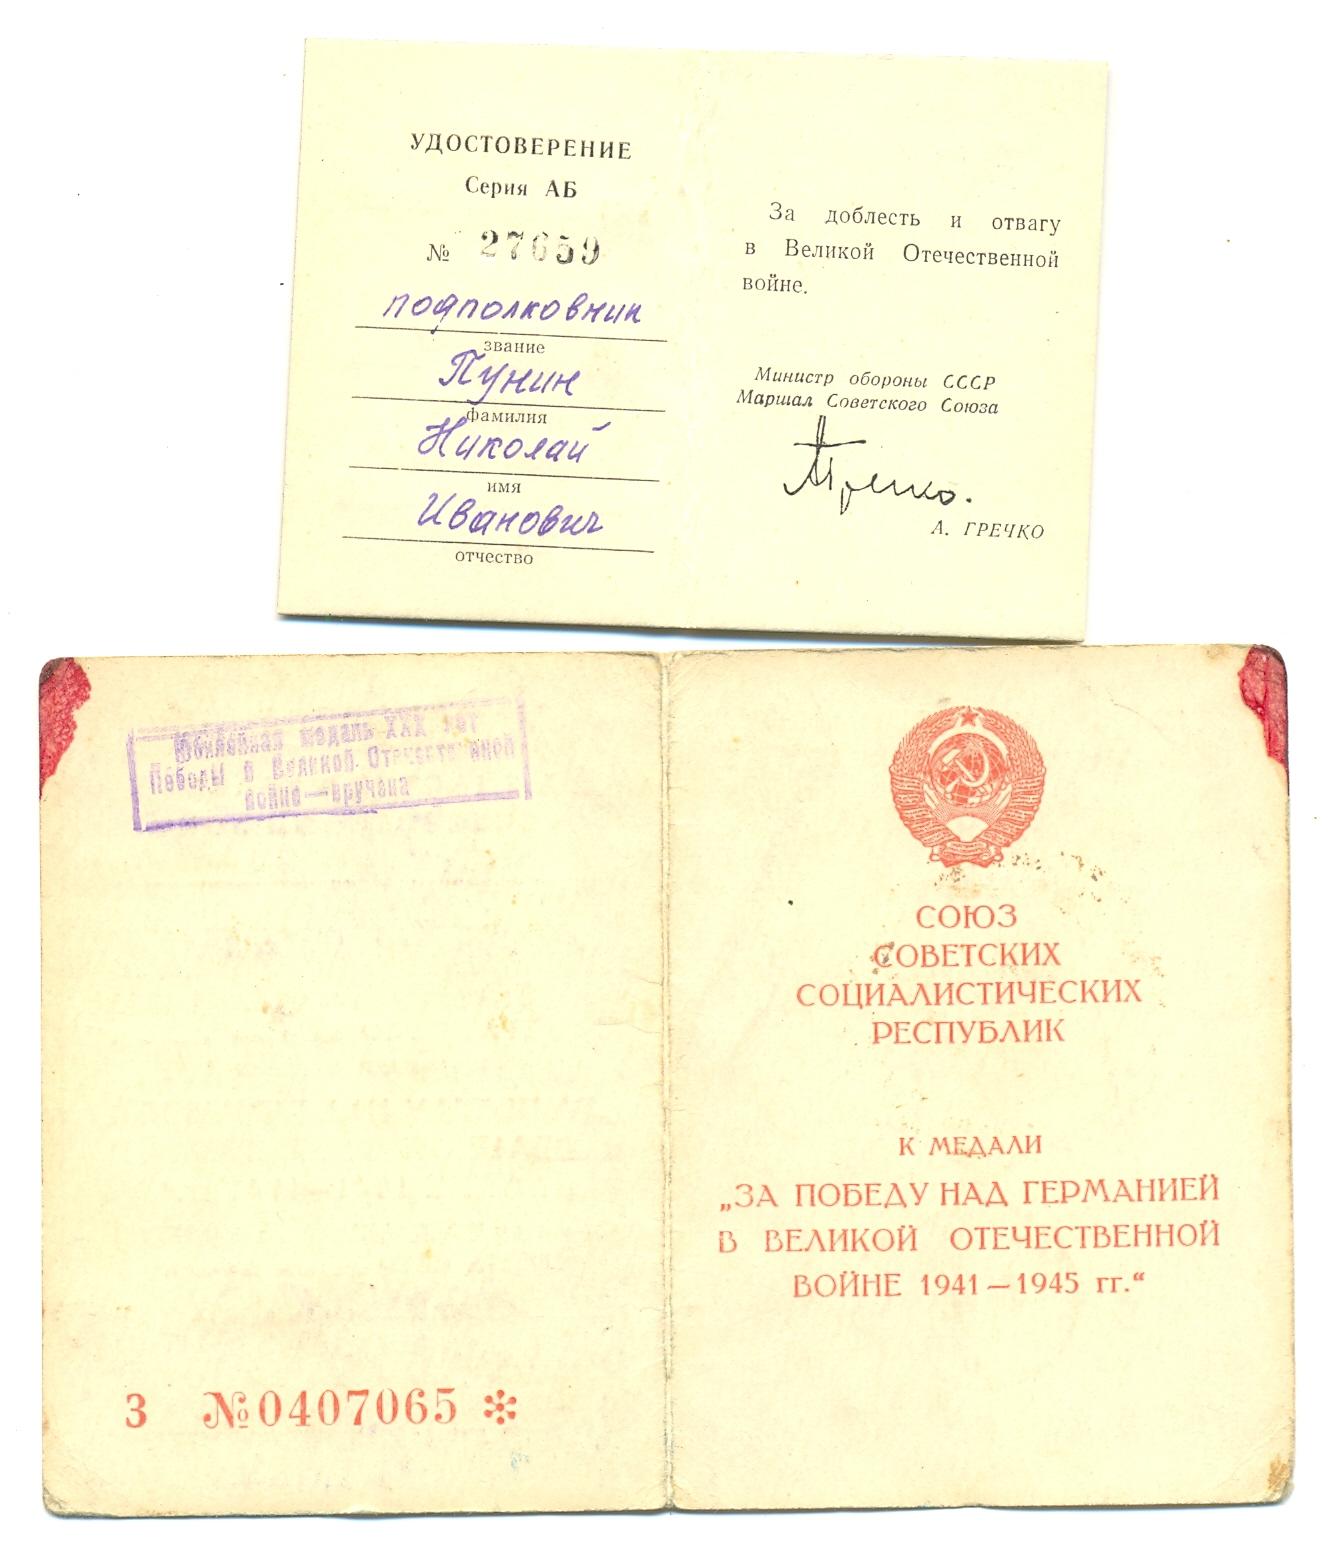 УДОСТОВЕРЕНИЕ
Серия АБ
№ 27659
подполковник
звание
Пунин
фамилия
Николай
имя
Иванович
отчество
За доблесть и отвагу
в Великой Отечественной
войне.
Министр обороны СССР
Маршал Советского Союза
Гречко.
А. ГРЕЧКО
Юбилейная медаль XXX лет
Победы в Великой Отечественной
войне — вручена
З №0407065 *
СОЮЗ
СОВЕТСКИХ
СОЦИАЛИСТИЧЕСКИХ
РЕСПУБЛИК
К МЕДАЛИ
„ЗА ПОБЕДУ НАД ГЕРМАНИЕЙ
В ВЕЛИКОЙ ОТЕЧЕСТВЕННОЙ
ВОЙНЕ 1941—1945 гг.“